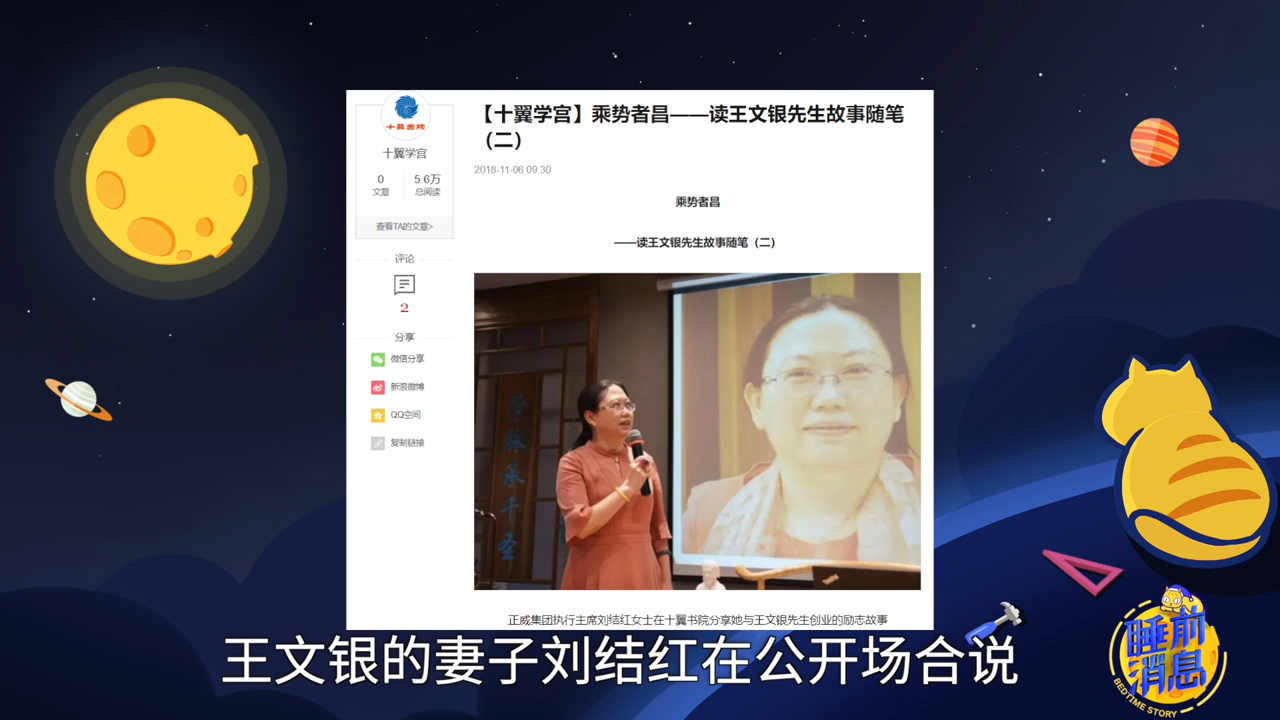 十翼書院
十翼学宫
0
文章
5.6万
总阅读
查看TA的文章>
评论
2
分享
微信分享
新浪微博
QQ空间
复制链接
【十翼学宫】乘势者昌——读王文银先生故事随笔
（二）
2018-11-06 09:30
乘势者昌
——读王文银先生故事随笔（二）
正威集团执行主席刘结红女士在十翼书院分享她与王文银先生创业的励志故事
王文银的妻子刘结红在公开场合说
睡前
消息
BEDTIME STORY